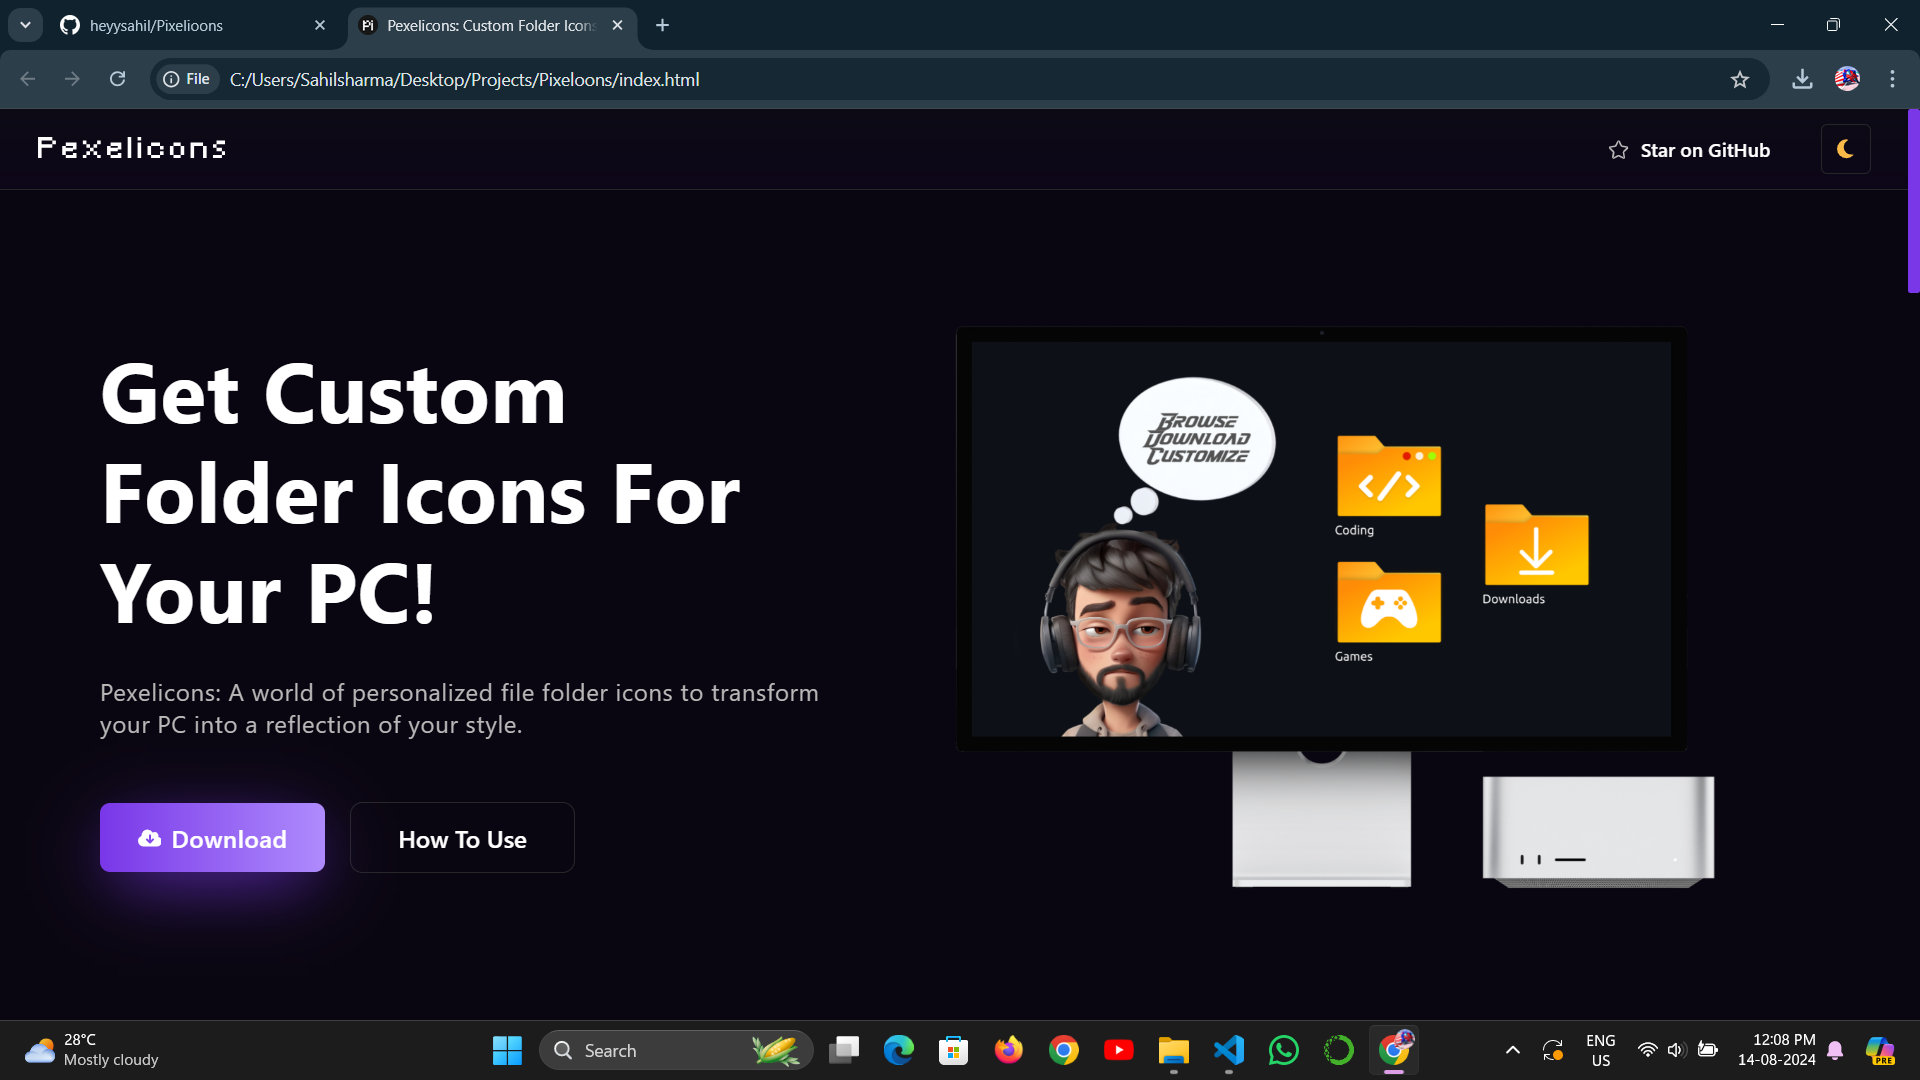 heyysahil/Pixelioons
Pexelicons: Custom Folder Icons
File
C:/Users/Sahilsharma/Desktop/Projects/Pixeloons/index.html
Pexelicons
Star on GitHub
Get Custom
Folder Icons For
Your PC!
Pexelicons: A world of personalized file folder icons to transform
your PC into a reflection of your style.
Download
How To Use
BROWSE
DOWNLOAD
CUSTOMIZE
Coding
Downloads
Games
28°C
Mostly cloudy
Search
ENG
US
12:08 PM
14-08-2024
PRE